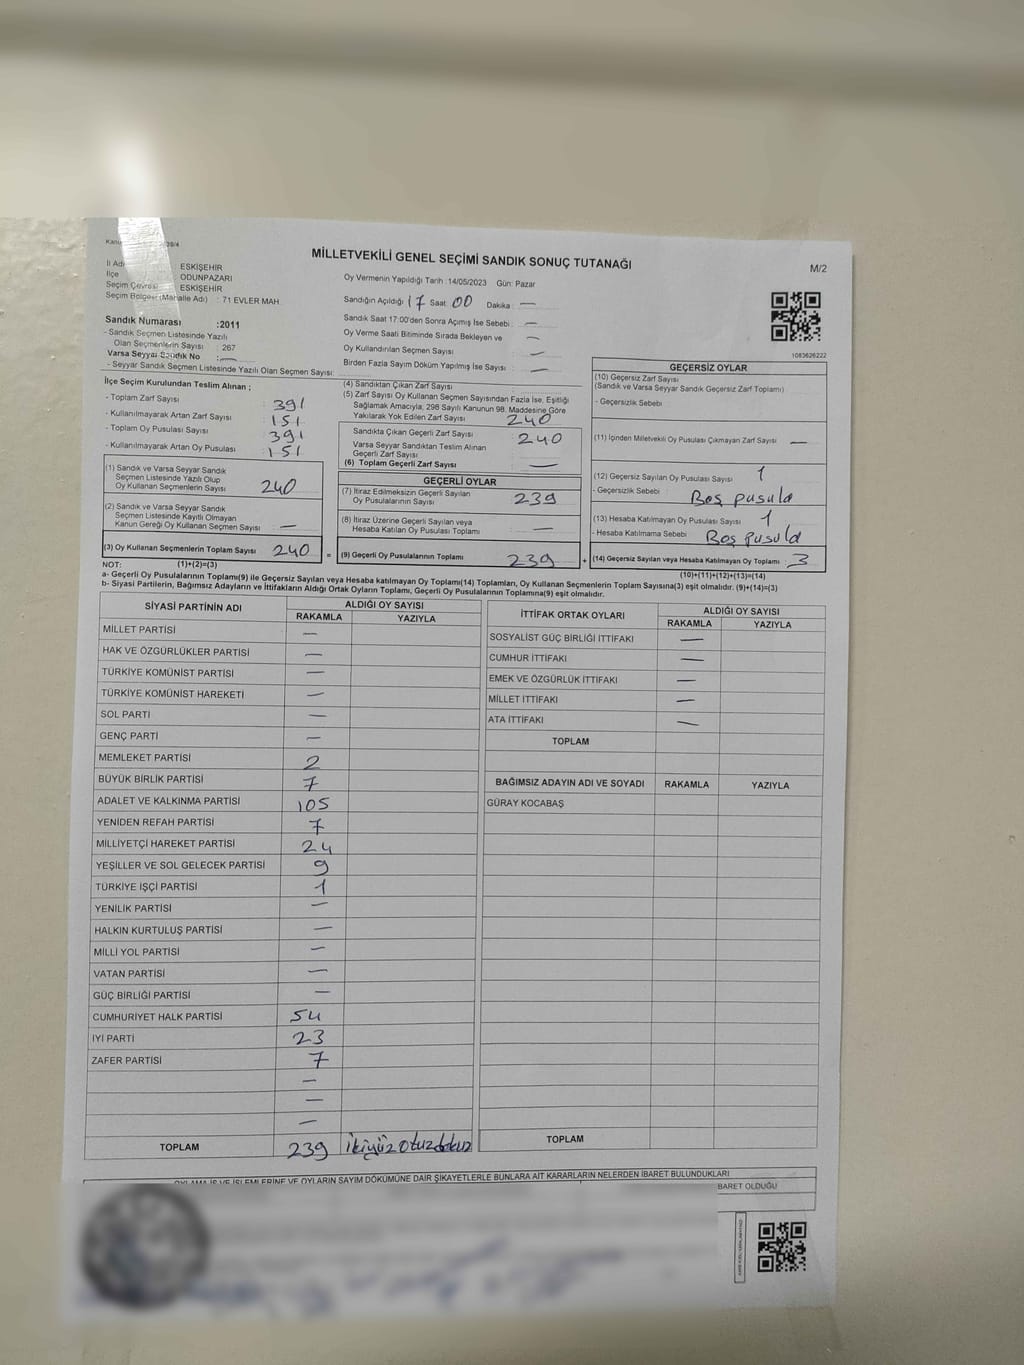 MİLLETVEKİLİ GENEL SEÇİMİ SANDIK SONUÇ TUTANAĞI
M/2
İl Adı ESKİŞEHİR
İlçe ODUNPAZARI
Seçim Çevresi ESKİŞEHİR
Seçim Bölgesi (Mahalle Adı) : 71 EVLER MAH.
Sandık Numarası :2011
- Sandık Seçmen Listesinde Yazılı
Olan Seçmenlerin Sayısı : 267
Varsa Seyyar Sandık No : —
- Seyyar Sandık Seçmen Listesinde Yazılı Olan Seçmen Sayısı:
Oy Vermenin Yapıldığı Tarih :14/05/2023 Gün: Pazar
Sandığın Açıldığı 17 Saat 00 Dakika : —
Sandık Saat 17:00'den Sonra Açımış İse Sebebi : —
Oy Verme Saati Bitiminde Sırada Bekleyen ve —
Oy Kullandırılan Seçmen Sayısı —
Birden Fazla Sayım Döküm Yapılmış İse Sayısı : —
1083626222
İlçe Seçim Kurulundan Teslim Alınan ;
- Toplam Zarf Sayısı : 391
- Kullanılmayarak Artan Zarf Sayısı : 151
- Toplam Oy Pusulası Sayısı : 391
- Kullanılmayarak Artan Oy Pusulası : 151
(1) Sandık ve Varsa Seyyar Sandık
Seçmen Listesinde Yazılı Olup
Oy Kullanan Seçmenlerin Sayısı 240
(2) Sandık ve Varsa Seyyar Sandık
Seçmen Listesinde Kayıtlı Olmayan
Kanun Gereği Oy Kullanan Seçmen Sayısı —
(3) Oy Kullanan Seçmenlerin Toplam Sayısı 240 =
NOT: (1)+(2)=(3)
(4) Sandıktan Çıkan Zarf Sayısı
(5) Zarf Sayısı Oy Kullanan Seçmen Sayısından Fazla İse, Eşitliği
Sağlamak Amacıyla, 298 Sayılı Kanunun 98. Maddesine Göre
Yakılarak Yok Edilen Zarf Sayısı 240
Sandıkta Çıkan Geçerli Zarf Sayısı 240
Varsa Seyyar Sandıktan Teslim Alınan
Geçerli Zarf Sayısı
(6) Toplam Geçerli Zarf Sayısı —
GEÇERLİ OYLAR
(7) İtiraz Edilmeksizin Geçerli Sayılan
Oy Pusulalarının Sayısı 239
(8) İtiraz Üzerine Geçerli Sayılan veya
Hesaba Katılan Oy Pusulası Toplamı —
(9) Geçerli Oy Pusulalarının Toplamı 239 +
GEÇERSİZ OYLAR
(10) Geçersiz Zarf Sayısı
(Sandık ve Varsa Seyyar Sandık Geçersiz Zarf Toplamı)
- Geçersizlik Sebebi
(11) İçinden Milletvekili Oy Pusulası Çıkmayan Zarf Sayısı —
(12) Geçersiz Sayılan Oy Pusulası Sayısı 1
- Geçersizlik Sebebi Boş pusula
(13) Hesaba Katılmayan Oy Pusulası Sayısı 1
- Hesaba Katılmama Sebebi Boş pusula
(14) Geçersiz Sayılan veya Hesaba Katılmayan Oy Toplamı 3
(10)+(11)+(12)+(13)=(14)
a- Geçerli Oy Pusulalarının Toplamı(9) ile Geçersiz Sayılan veya Hesaba katılmayan Oy Toplamı(14) Toplamları, Oy Kullanan Seçmenlerin Toplam Sayısına(3) eşit olmalıdır. (9)+(14)=(3)
b- Siyasi Partilerin, Bağımsız Adayların ve İttifakların Aldığı Ortak Oyların Toplamı, Geçerli Oy Pusulalarının Toplamına(9) eşit olmalıdır.
SİYASİ PARTİNİN ADI ALDIĞI OY SAYISI
RAKAMLA YAZIYLA
MİLLET PARTİSİ —
HAK VE ÖZGÜRLÜKLER PARTİSİ —
TÜRKİYE KOMÜNİST PARTİSİ —
TÜRKİYE KOMÜNİST HAREKETİ —
SOL PARTİ —
GENÇ PARTİ —
MEMLEKET PARTİSİ 2
BÜYÜK BİRLİK PARTİSİ 7
ADALET VE KALKINMA PARTİSİ 105
YENİDEN REFAH PARTİSİ 7
MİLLİYETÇİ HAREKET PARTİSİ 24
YEŞİLLER VE SOL GELECEK PARTİSİ 9
TÜRKİYE İŞÇİ PARTİSİ 1
YENİLİK PARTİSİ —
HALKIN KURTULUŞ PARTİSİ —
MİLLİ YOL PARTİSİ —
VATAN PARTİSİ —
GÜÇ BİRLİĞİ PARTİSİ —
CUMHURİYET HALK PARTİSİ 54
İYİ PARTİ 23
ZAFER PARTİSİ 7
—
—
—
TOPLAM 239 ikiyüzotuzdokuz
İTTİFAK ORTAK OYLARI ALDIĞI OY SAYISI
RAKAMLA YAZIYLA
SOSYALİST GÜÇ BİRLİĞİ İTTİFAKI —
CUMHUR İTTİFAKI —
EMEK VE ÖZGÜRLÜK İTTİFAKI —
MİLLET İTTİFAKI —
ATA İTTİFAKI —
TOPLAM
BAĞIMSIZ ADAYIN ADI VE SOYADI RAKAMLA YAZIYLA
GÜRAY KOCABAŞ
TOPLAM
OYLAMA İŞ VE İŞLEMLERİNE VE OYLARIN SAYIM DÖKÜMÜNE DAİR ŞİKAYETLERLE BUNLARA AİT KARARLARIN NELERDEN İBARET BULUNDUKLARI
BARET OLDUĞU